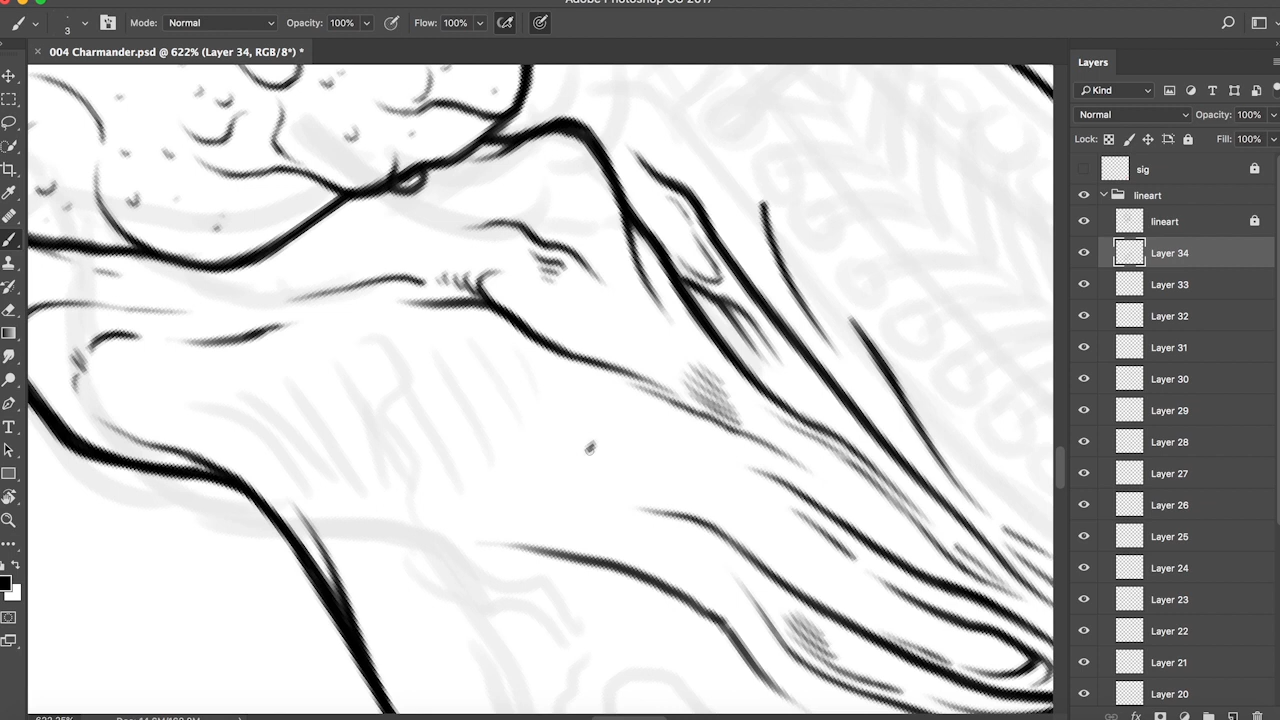 Adobe Photoshop CC 2017
3
Mode: Normal Opacity: 100% Flow: 100%
× 004 Charmander.psd @ 622% (Layer 34, RGB/8*) *
Layers
Kind
Normal Opacity: 100%
Lock: Fill: 100%
sig
lineart
lineart
Layer 34
Layer 33
Layer 32
Layer 31
Layer 30
Layer 29
Layer 28
Layer 27
Layer 26
Layer 25
Layer 24
Layer 23
Layer 22
Layer 21
Layer 20
fx